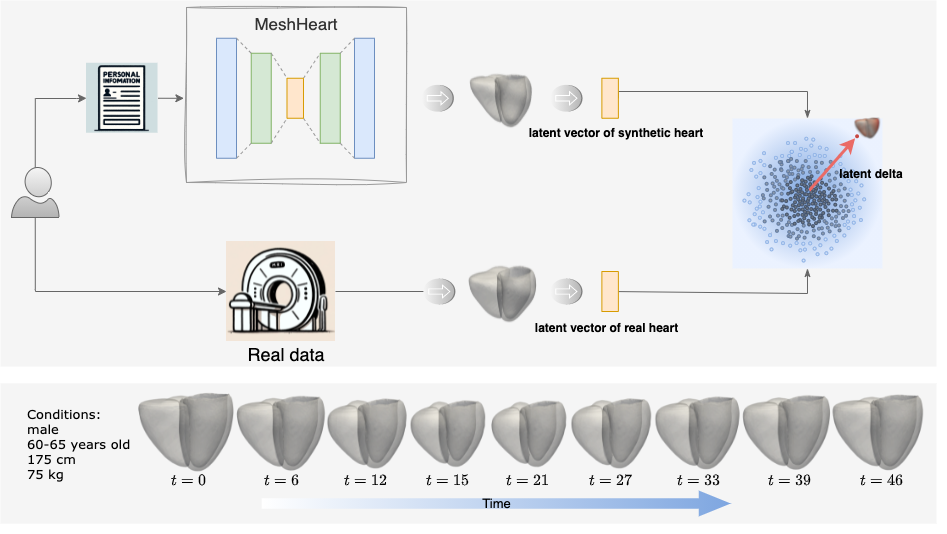 MeshHeart
PERSONAL
INFOMATION
latent vector of synthetic heart
latent delta
latent vector of real heart
Real data
Conditions:
male
60-65 years old
175 cm
75 kg
t = 0
t = 6
t = 12
t = 15
t = 21
t = 27
t = 33
t = 39
t = 46
Time